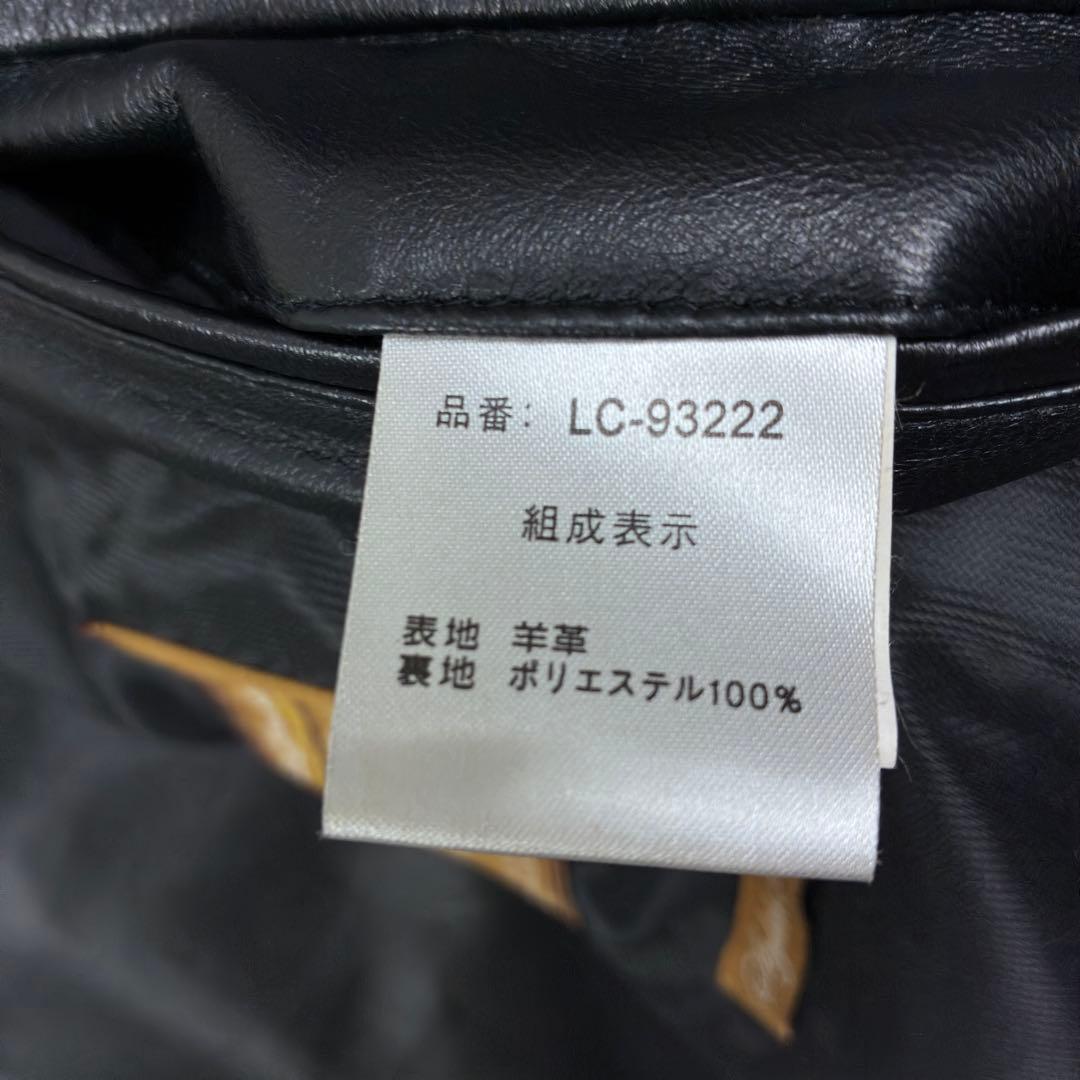 品番: LC-93222
組成表示
表地 羊革
裏地 ポリエステル100%